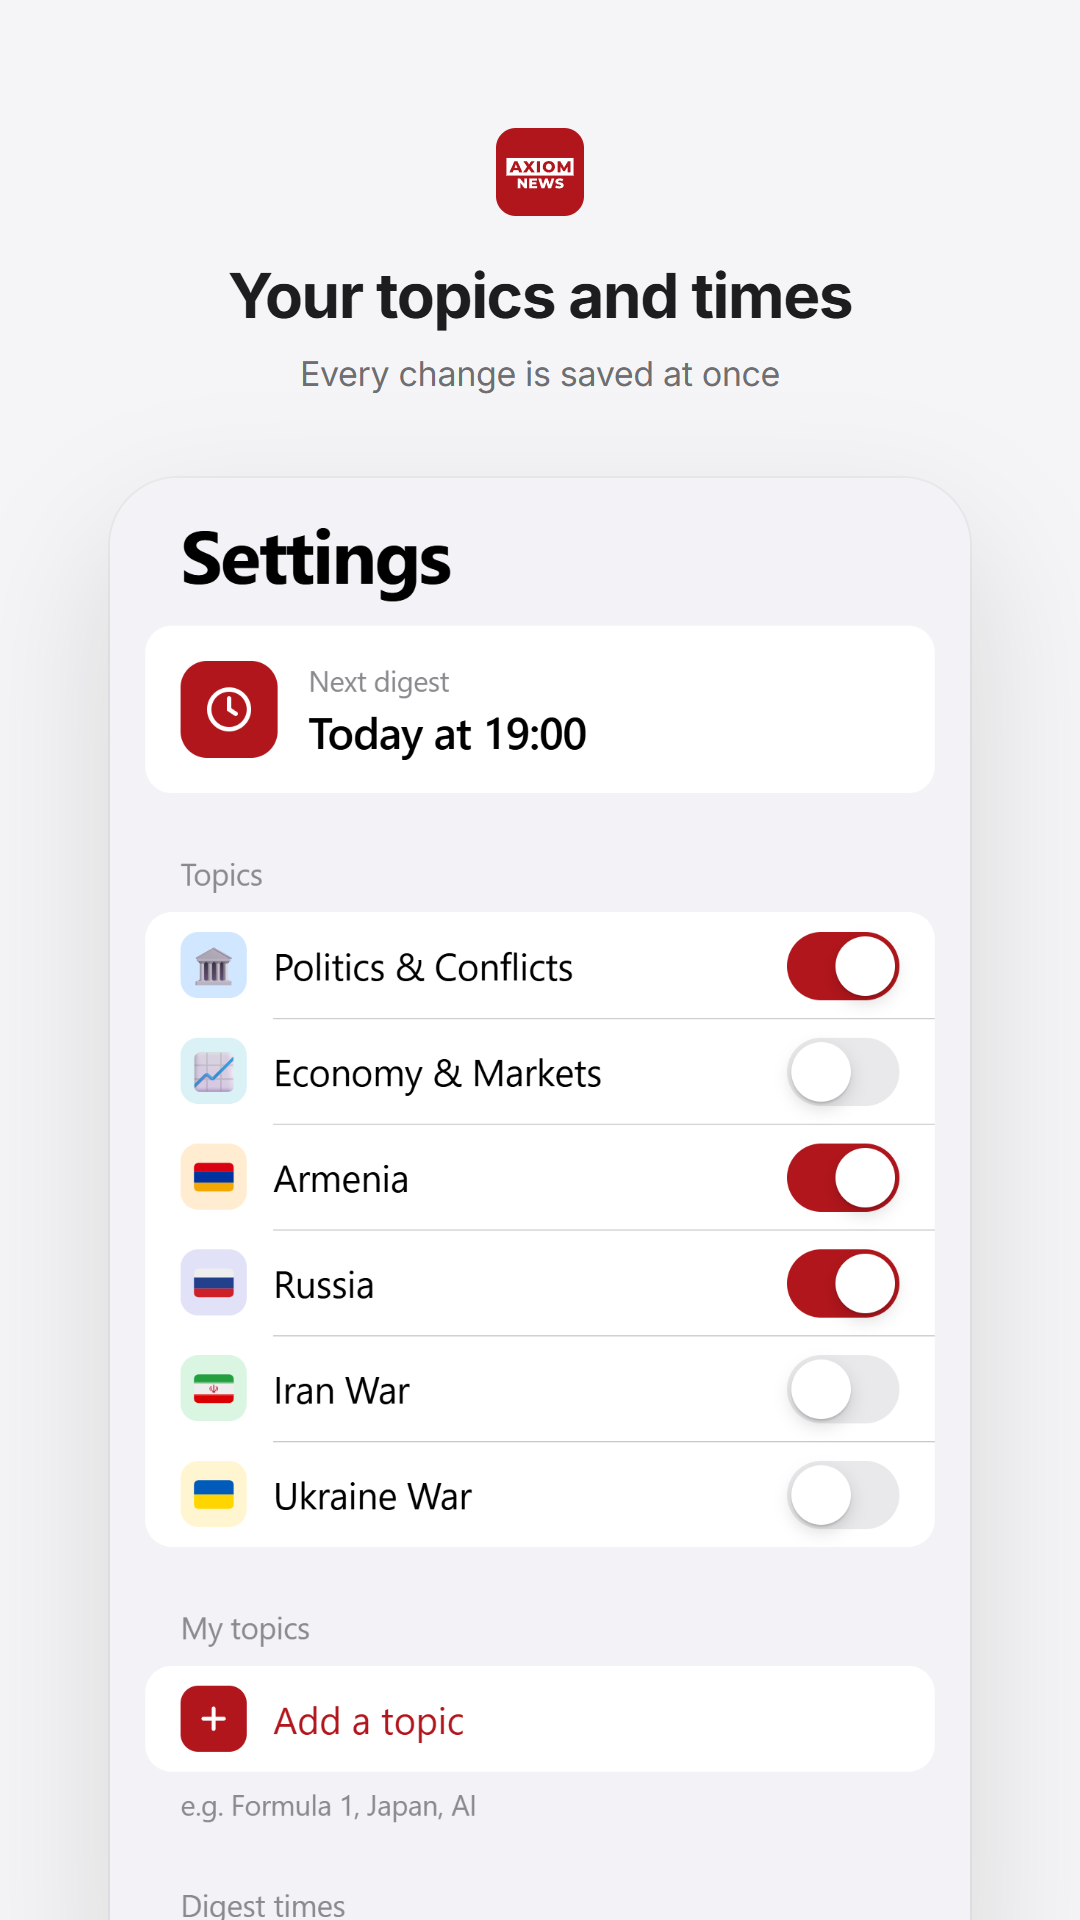 AXIOM
NEWS
Your topics and times
Every change is saved at once
Settings
Next digest
Today at 19:00
Topics
Politics & Conflicts
Economy & Markets
Armenia
Russia
Iran War
Ukraine War
My topics
Add a topic
e.g. Formula 1, Japan, AI
Digest times